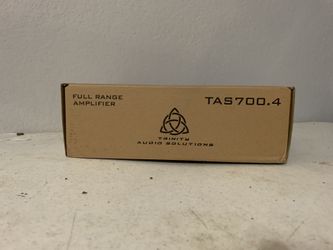 FULL RANGE
AMPLIFIER
TAS700.4
TRINITY
AUDIO SOLUTIONS